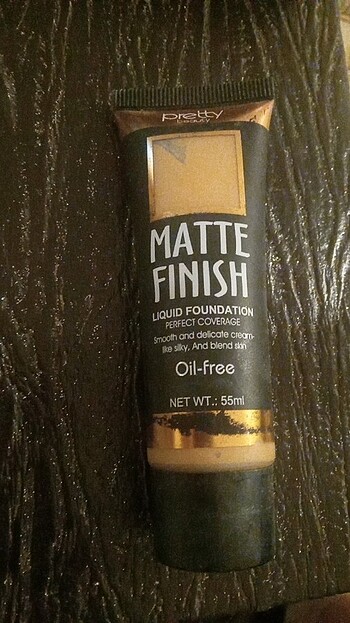 pretty
beauty
MATTE
FINISH
LIQUID FOUNDATION
PERFECT COVERAGE
Smooth and delicate cream-
like silky, And blend skin
Oil-free
NET WT.: 55ml